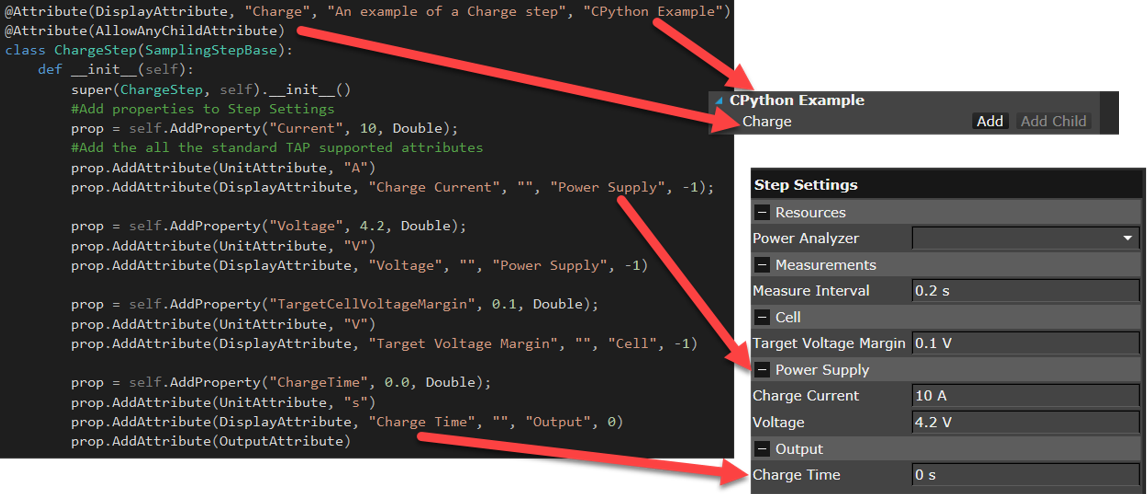 @Attribute(DisplayAttribute, "Charge", "An example of a Charge step", "CPython Example")
@Attribute(AllowAnyChildAttribute)
class ChargeStep(SamplingStepBase):
def __init__(self):
super(ChargeStep, self).__init__()
#Add properties to Step Settings
prop = self.AddProperty("Current", 10, Double);
#Add the all the standard TAP supported attributes
prop.AddAttribute(UnitAttribute, "A")
prop.AddAttribute(DisplayAttribute, "Charge Current", "", "Power Supply", -1);
prop = self.AddProperty("Voltage", 4.2, Double);
prop.AddAttribute(UnitAttribute, "V")
prop.AddAttribute(DisplayAttribute, "Voltage", "", "Power Supply", -1)
prop = self.AddProperty("TargetCellVoltageMargin", 0.1, Double);
prop.AddAttribute(UnitAttribute, "V")
prop.AddAttribute(DisplayAttribute, "Target Voltage Margin", "", "Cell", -1)
prop = self.AddProperty("ChargeTime", 0.0, Double);
prop.AddAttribute(UnitAttribute, "s")
prop.AddAttribute(DisplayAttribute, "Charge Time", "", "Output", 0)
prop.AddAttribute(OutputAttribute)
CPython Example
Charge Add Add Child
Step Settings
Resources
Power Analyzer
Measurements
Measure Interval 0.2 s
Cell
Target Voltage Margin 0.1 V
Power Supply
Charge Current 10 A
Voltage 4.2 V
Output
Charge Time 0 s